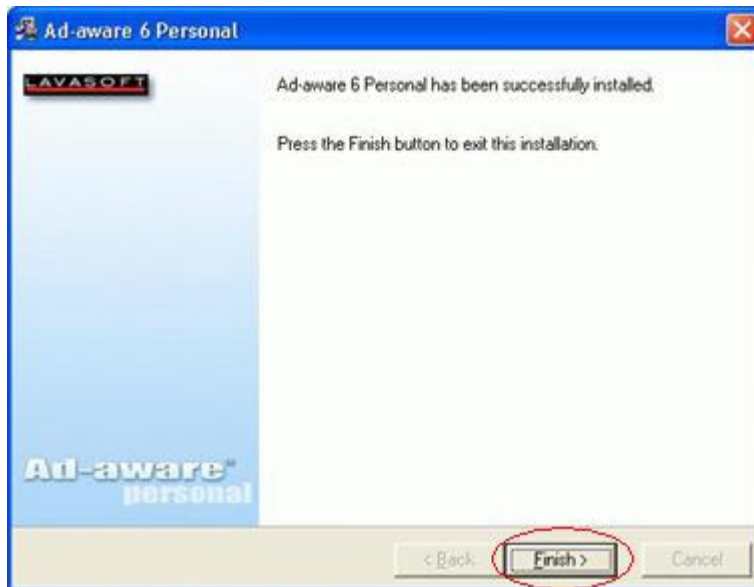 Ad-aware 6 Personal
LAVASOFT
Ad-aware 6 Personal has been successfully installed.
Press the Finish button to exit this installation.
Ad-aware
personal
< Back
Finish >
Cancel